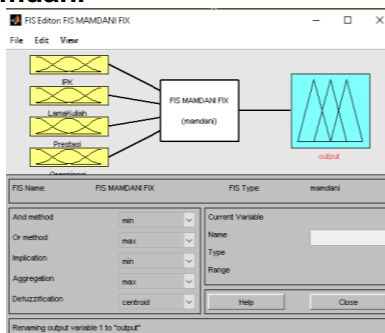 FIS Editor: FIS MAMDANI FIX
File Edit View
IPK
LamaKuliah
Prestasi
FIS MAMDANI FIX
(mamdani)
output
FIS Name: FIS MAMDANI FIX FIS Type: mamdani
And method min
Or method max
Implication min
Aggregation max
Defuzzification centroid
Current Variable
Name
Type
Range
Help Close
Renaming output variable 1 to "output"